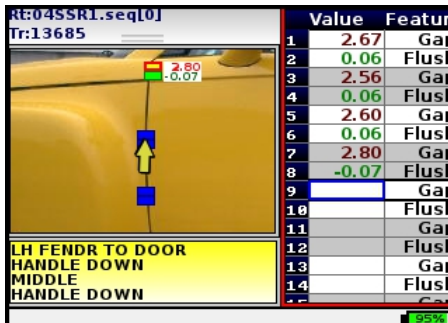 Rt:04SSR1.seq[0]
Tr:13685
2.80
-0.07
LH FENDR TO DOOR
HANDLE DOWN
MIDDLE
HANDLE DOWN
Value Featur
1 2.67 Gap
2 0.06 Flush
3 2.56 Gap
4 0.06 Flush
5 2.60 Gap
6 0.06 Flush
7 2.80 Gap
8 -0.07 Flush
9 Gap
10 Flush
11 Gap
12 Flush
13 Gap
14 Flush
15 Gap
95%